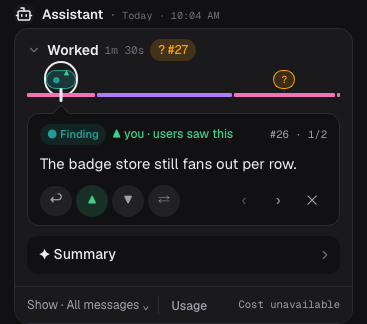 Assistant · Today · 10:04 AM
Worked 1m 30s ? #27
?
Finding ▲ you · users saw this #26 · 1/2
The badge store still fans out per row.
Summary
Show · All messages Usage Cost unavailable